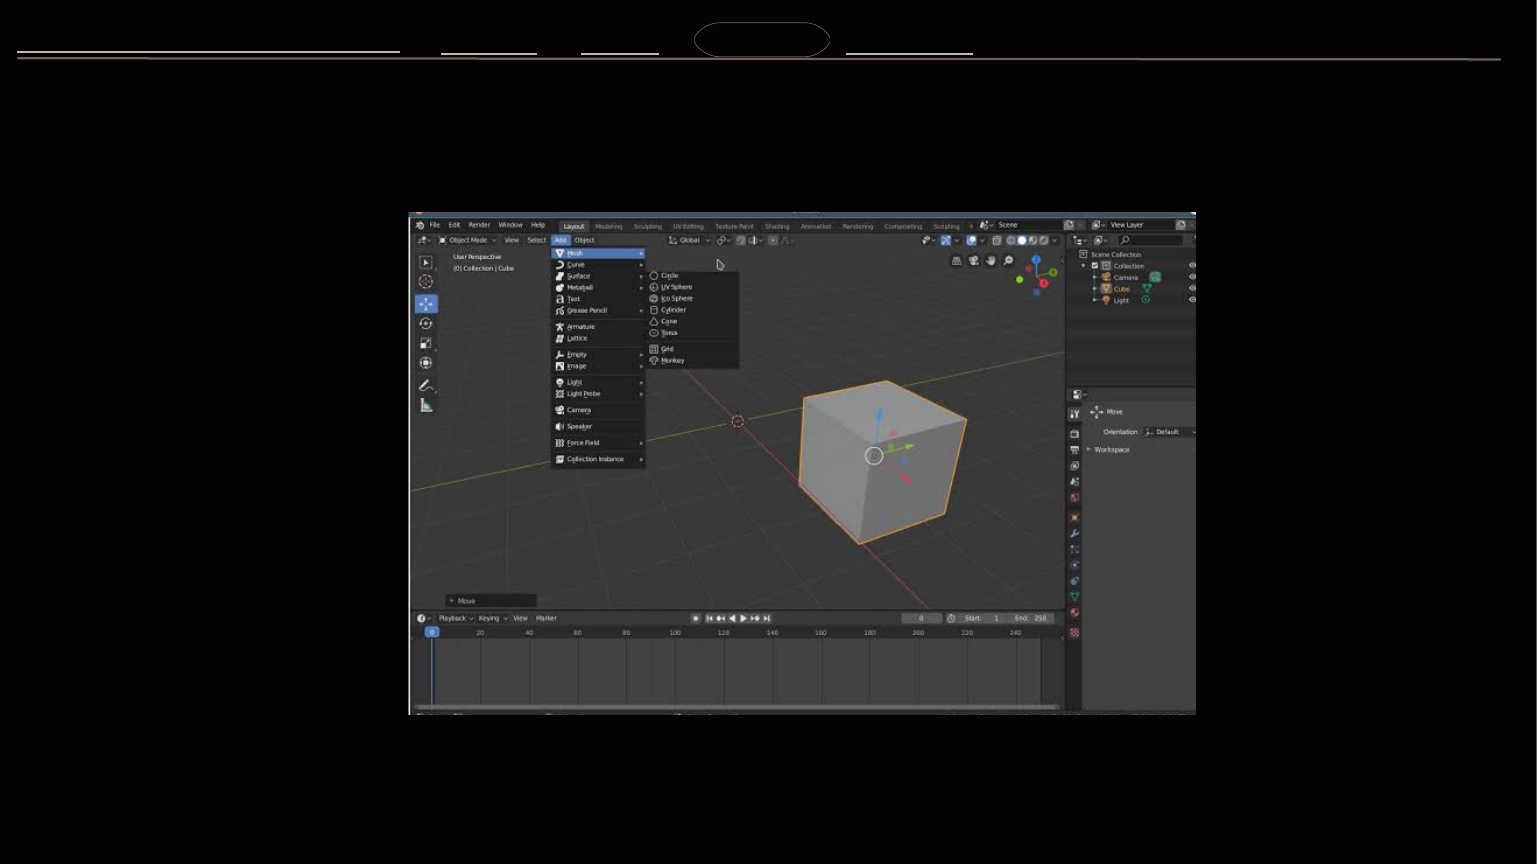 File Edit Render Window Help Layout Modeling Sculpting UV Editing Texture Paint Shading Animation Rendering Compositing Scripting Scene View Layer
Object Mode View Select Add Object Global
User Perspective
(0) Collection | Cube
Mesh
Curve
Surface
Metaball
Text
Grease Pencil
Armature
Lattice
Empty
Image
Light
Light Probe
Camera
Speaker
Force Field
Collection Instance
Circle
UV Sphere
Ico Sphere
Cylinder
Cone
Torus
Grid
Monkey
Scene Collection
Collection
Camera
Cube
Light
Move
Orientation: Default
Workspace
Move
Playback Keying View Marker 0 Start: 1 End: 250
0 20 40 60 80 100 120 140 160 180 200 220 240